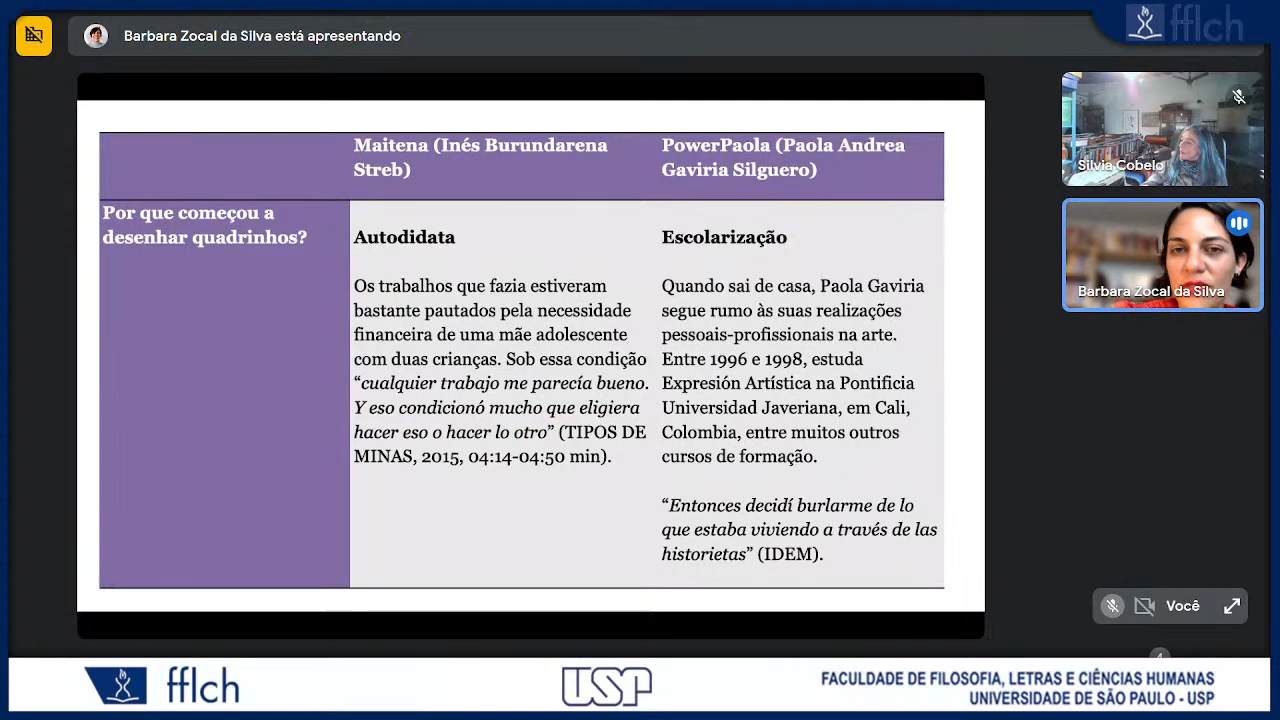 Barbara Zocal da Silva está apresentando
fflch
Maitena (Inés Burundarena
Streb)
PowerPaola (Paola Andrea
Gaviria Silguero)
Por que começou a
desenhar quadrinhos?
Autodidata
Os trabalhos que fazia estiveram
bastante pautados pela necessidade
financeira de uma mãe adolescente
com duas crianças. Sob essa condição
“cualquier trabajo me parecía bueno.
Y eso condicionó mucho que eligiera
hacer eso o hacer lo otro” (TIPOS DE
MINAS, 2015, 04:14-04:50 min).
Escolarização
Quando sai de casa, Paola Gaviria
segue rumo às suas realizações
pessoais-profissionais na arte.
Entre 1996 e 1998, estuda
Expresión Artística na Pontificia
Universidad Javeriana, em Cali,
Colombia, entre muitos outros
cursos de formação.
“Entonces decidí burlarme de lo
que estaba viviendo a través de las
historietas” (IDEM).
Silvia Cobelo
Barbara Zocal da Silva
Você
fflch
USP
FACULDADE DE FILOSOFIA, LETRAS E CIÊNCIAS HUMANAS
UNIVERSIDADE DE SÃO PAULO - USP